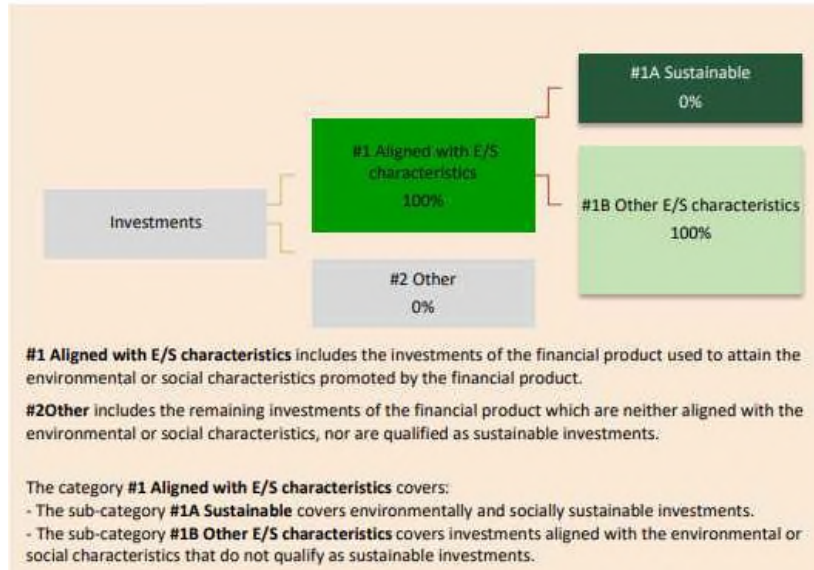 #1A Sustainable
0%
#1 Aligned with E/S
characteristics
100%
#1B Other E/S characteristics
100%
Investments
#2 Other
0%
#1 Aligned with E/S characteristics includes the investments of the financial product used to attain the
environmental or social characteristics promoted by the financial product.
#2Other includes the remaining investments of the financial product which are neither aligned with the
environmental or social characteristics, nor are qualified as sustainable investments.
The category #1 Aligned with E/S characteristics covers:
- The sub-category #1A Sustainable covers environmentally and socially sustainable investments.
- The sub-category #1B Other E/S characteristics covers investments aligned with the environmental or
social characteristics that do not qualify as sustainable investments.